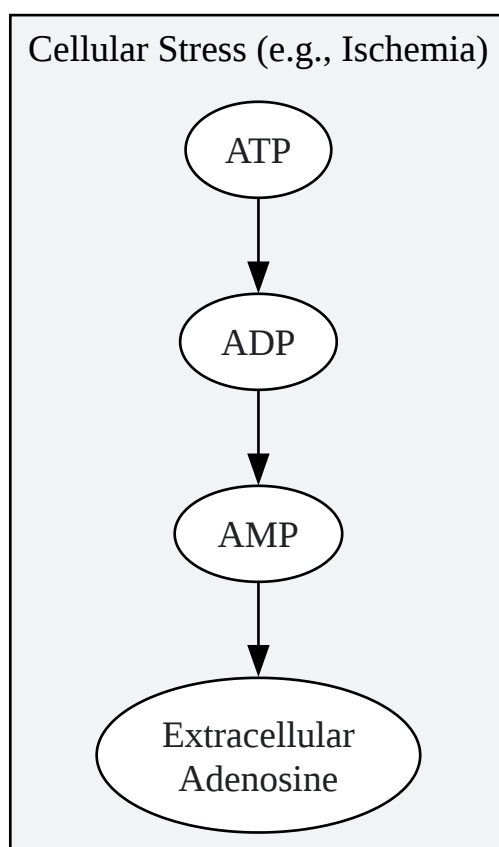 Cellular Stress (e.g., Ischemia)
ATP
ADP
AMP
Extracellular
Adenosine